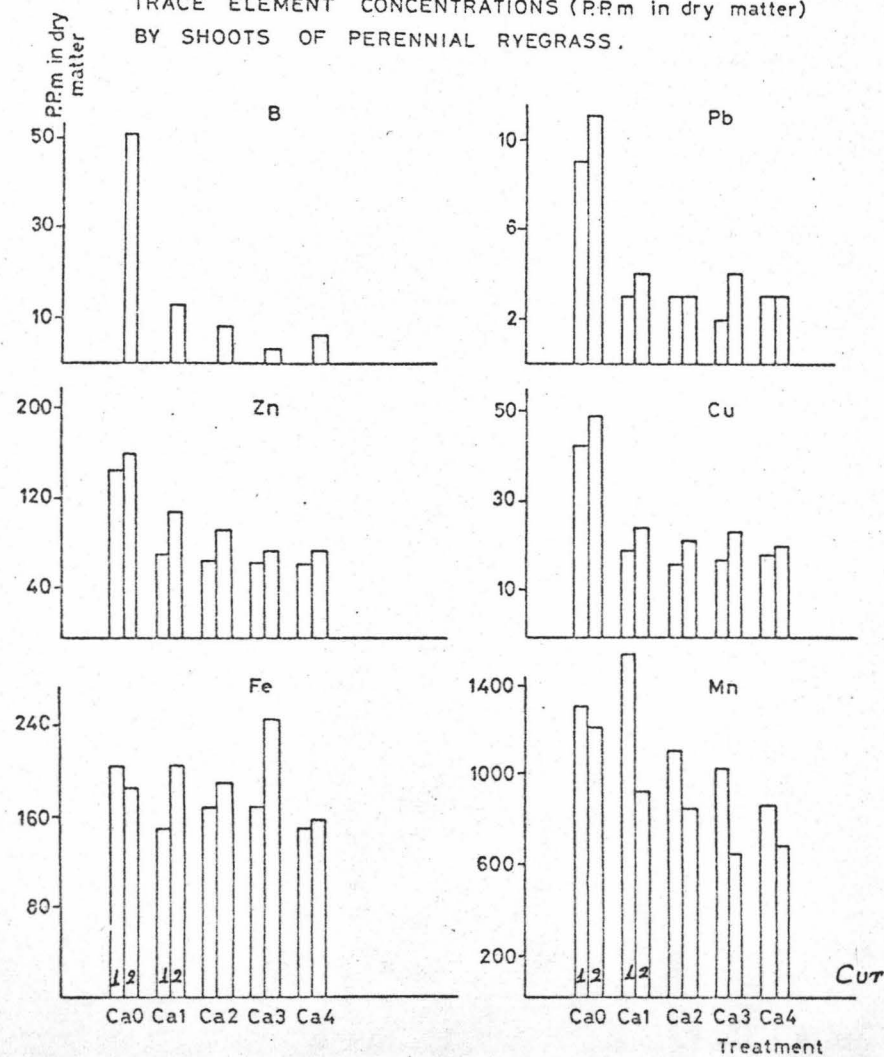 TRACE ELEMENT CONCENTRATIONS (P.P.m in dry matter)
BY SHOOTS OF PERENNIAL RYEGRASS.
P.P.m in dry
matter
B
50
30
10
Pb
10
6
2
Zn
200
120
40
Cu
50
30
10
Fe
240
160
80
1 2 1 2
Ca0 Ca1 Ca2 Ca3 Ca4
Mn
1400
1000
600
200
1 2 1 2
Cut
Ca0 Ca1 Ca2 Ca3 Ca4
Treatment